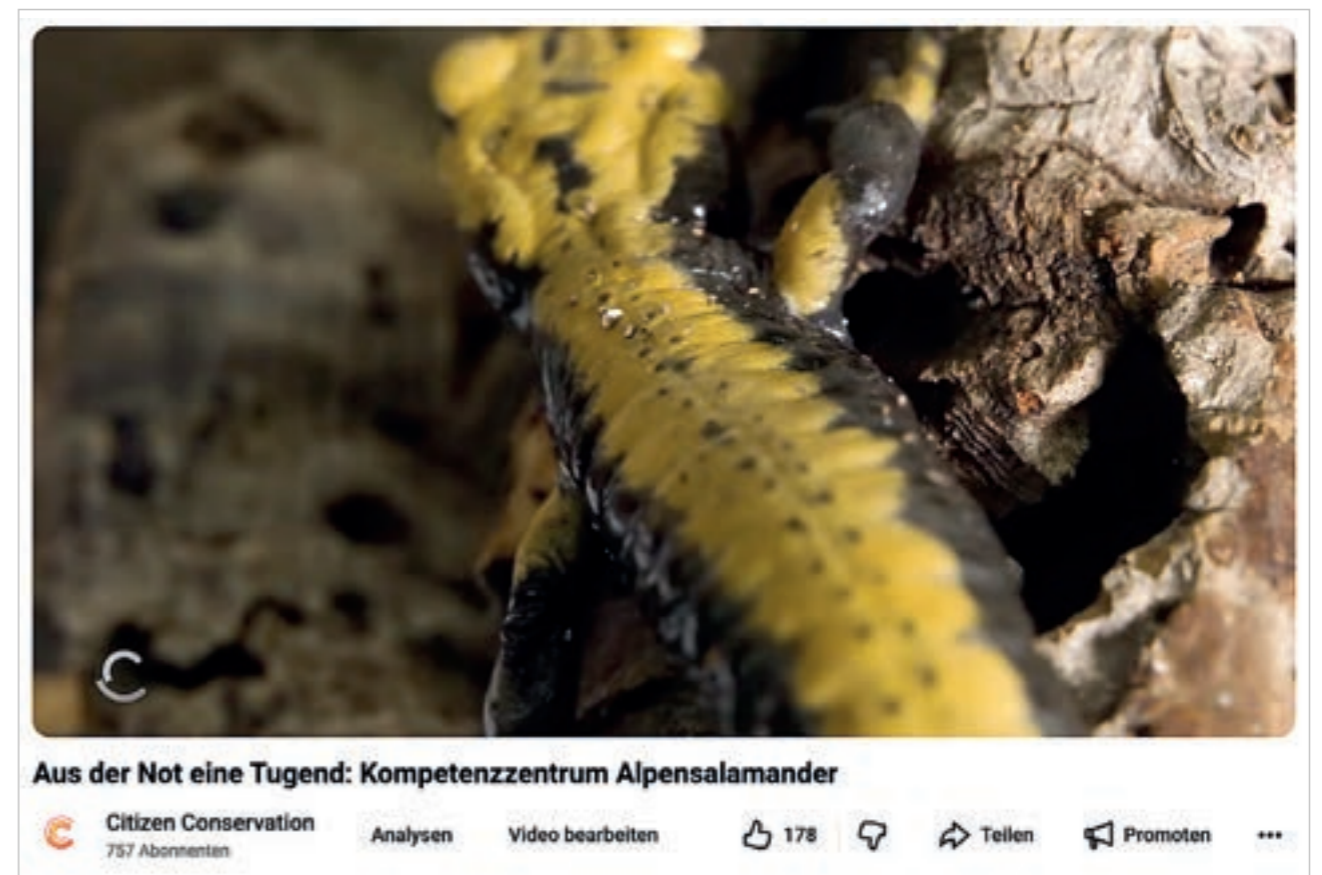 Aus der Not eine Tugend: Kompetenzzentrum Alpensalamander
Citizen Conservation
757 Abonnenten
Analysen
Video bearbeiten
178
Teilen
Promoten